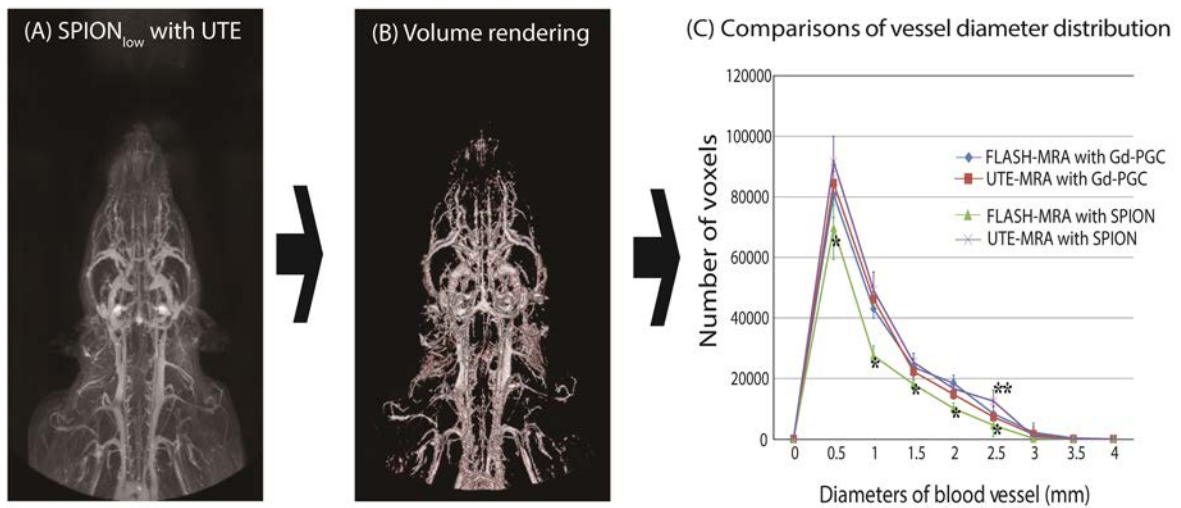 (A) SPIONlow with UTE
(B) Volume rendering
(C) Comparisons of vessel diameter distribution
120000
100000
80000
60000
40000
20000
0
Number of voxels
FLASH-MRA with Gd-PGC
UTE-MRA with Gd-PGC
FLASH-MRA with SPION
UTE-MRA with SPION
*
*
*
*
*
**
0 0.5 1 1.5 2 2.5 3 3.5 4
Diameters of blood vessel (mm)